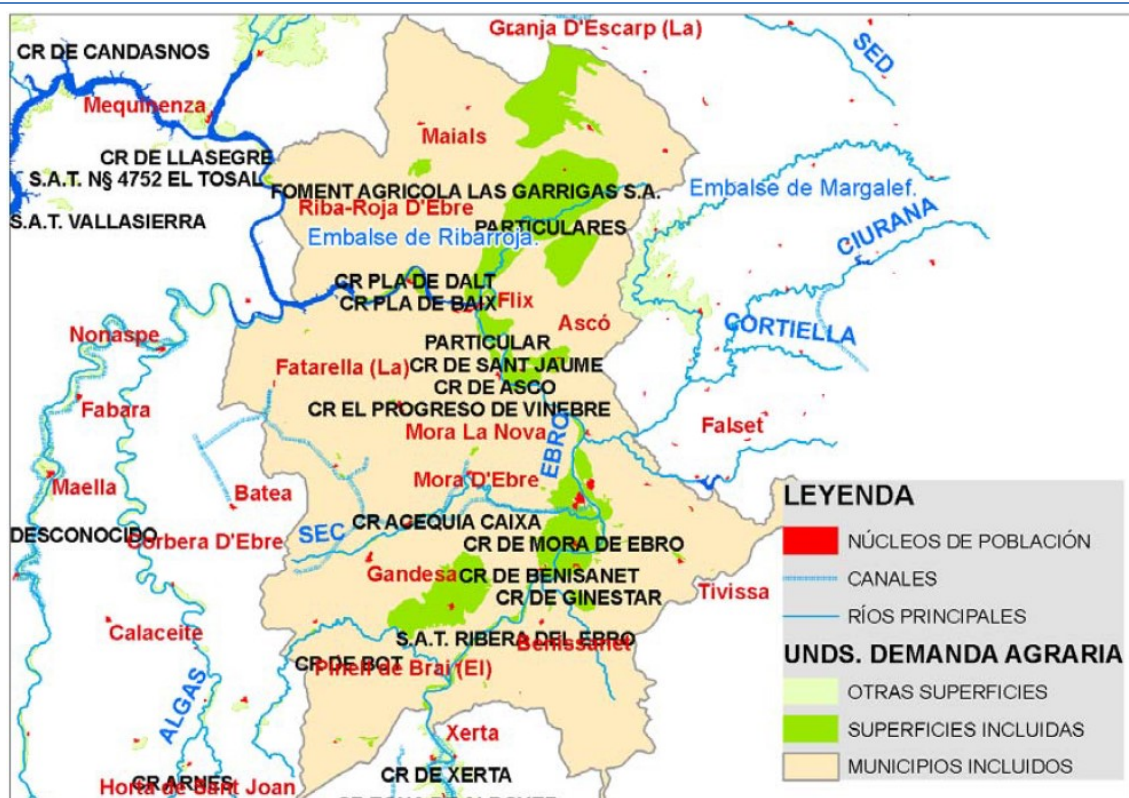 Granja D'Escarp (La)
SED
CR DE CANDASNOS
Mequinenza
Maials
CR DE LLASEGRE
S.A.T. N§ 4752 EL TOSAL
FOMENT AGRICOLA LAS GARRIGAS S.A.
Embalse de Margalef.
S.A.T. VALLASIERRA
Riba-Roja D'Ebre
PARTICULARES
CIURANA
Embalse de Ribarroja.
CR PLA DE DALT
CR PLA DE BAIX
Flix
Ascó
CORTIELLA
Nonaspe
PARTICULAR
Fatarella (La)
CR DE SANT JAUME
CR DE ASCO
Fabara
CR EL PROGRESO DE VINEBRE
Mora La Nova
EBRO
Falset
Maella
Batea
Mora D'Ebre
DESCONOCIDO
Corbera D'Ebre
SEC
CR ACEQUIA CAIXA
CR DE MORA DE EBRO
Gandesa
CR DE BENISANET
CR DE GINESTAR
Tivissa
Calaceite
S.A.T. RIBERA DEL EBRO
Benissanet
CR DE BOT
Pinell de Brai (El)
ALGAS
Xerta
CR DE XERTA
CR ARNES
Horta de Sant Joan
LEYENDA
NÚCLEOS DE POBLACIÓN
CANALES
RÍOS PRINCIPALES
UNDS. DEMANDA AGRARIA
OTRAS SUPERFICIES
SUPERFICIES INCLUIDAS
MUNICIPIOS INCLUIDOS